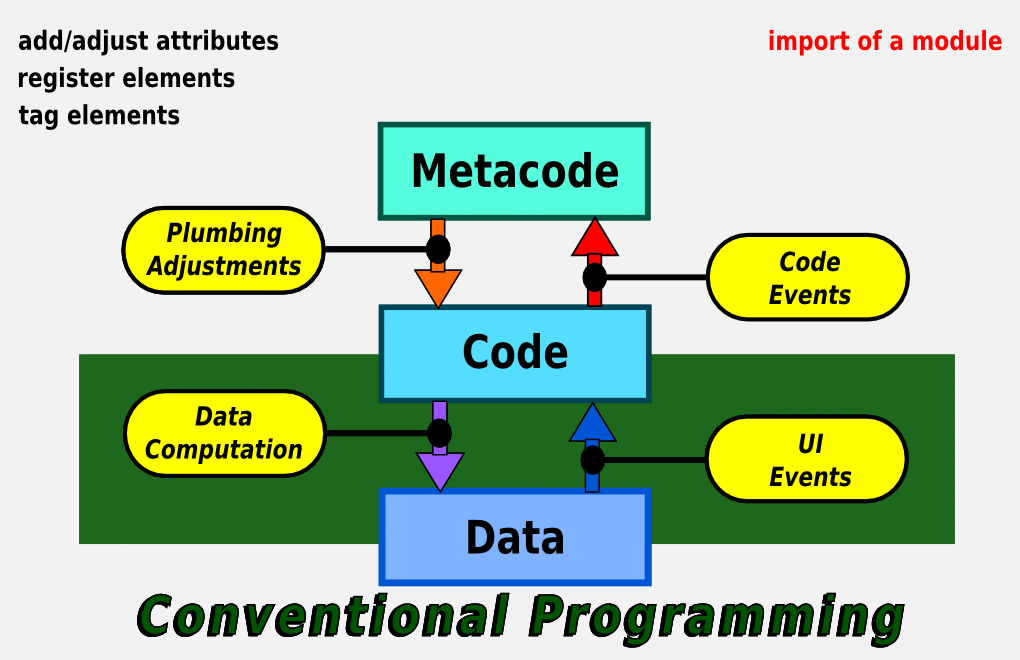 add/adjust attributes
register elements
tag elements
import of a module
Metacode
Plumbing
Adjustments
Code
Events
Code
Data
Computation
UI
Events
Data
Conventional Programming